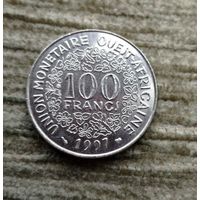 UNION MONETAIRE OUEST-AFRICAINE
100
FRANCS
1997